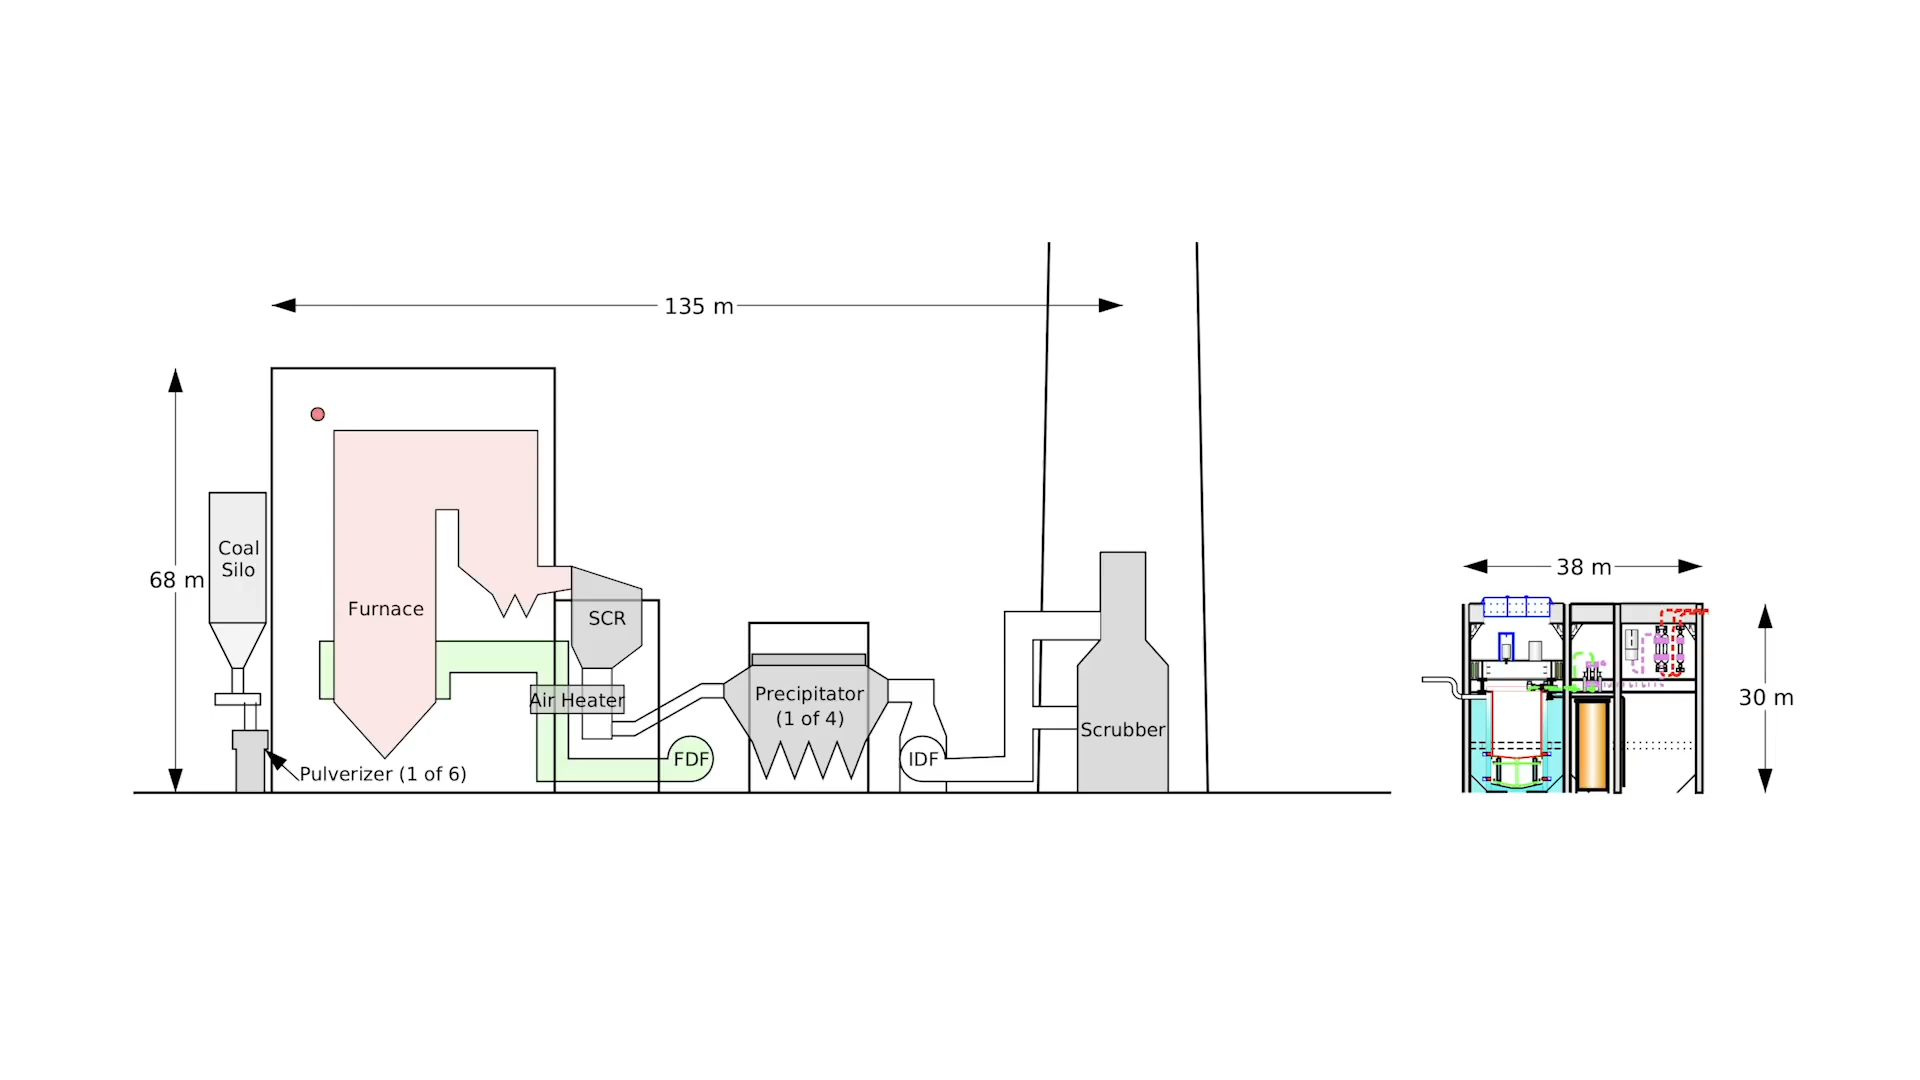 135 m
68 m
Coal
Silo
Furnace
SCR
Air Heater
Pulverizer (1 of 6)
FDF
Precipitator
(1 of 4)
IDF
Scrubber
38 m
30 m